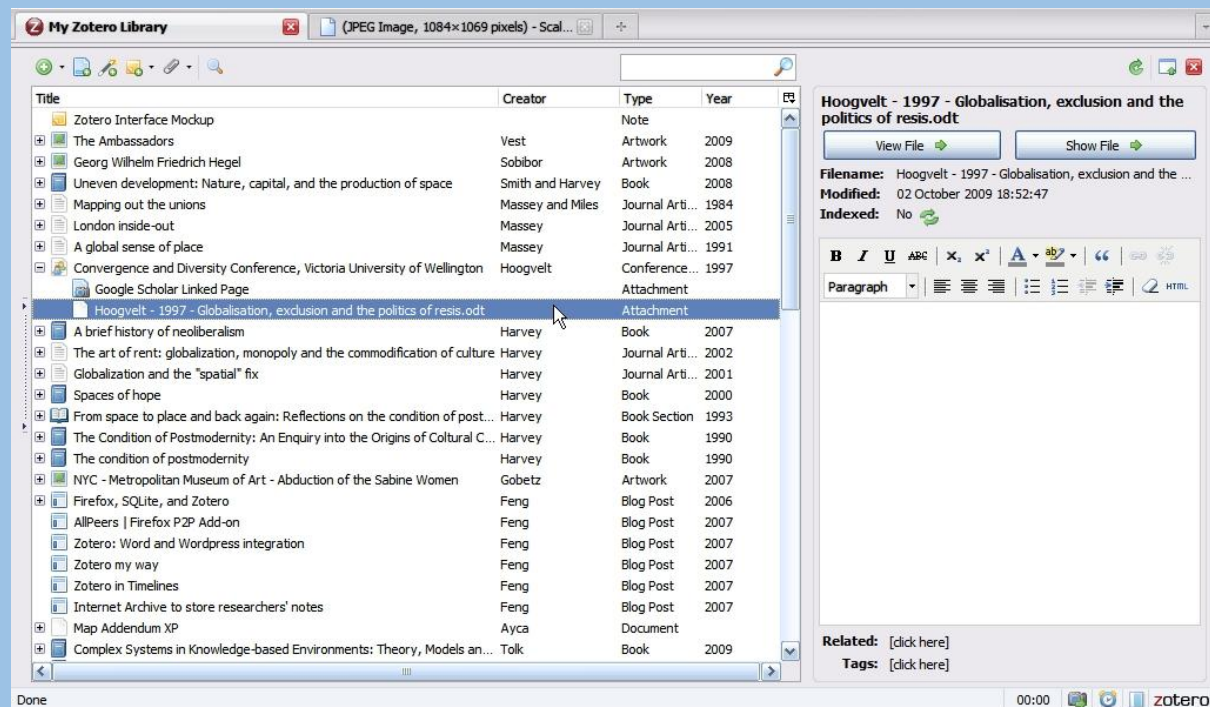 My Zotero Library
(JPEG Image, 1084×1069 pixels) - Scal...
Title Creator Type Year
Zotero Interface Mockup Note
The Ambassadors Vest Artwork 2009
Georg Wilhelm Friedrich Hegel Sobibor Artwork 2008
Uneven development: Nature, capital, and the production of space Smith and Harvey Book 2008
Mapping out the unions Massey and Miles Journal Arti... 1984
London inside-out Massey Journal Arti... 2005
A global sense of place Massey Journal Arti... 1991
Convergence and Diversity Conference, Victoria University of Wellington Hoogvelt Conference... 1997
Google Scholar Linked Page Attachment
Hoogvelt - 1997 - Globalisation, exclusion and the politics of resis.odt Attachment
A brief history of neoliberalism Harvey Book 2007
The art of rent: globalization, monopoly and the commodification of culture Harvey Journal Arti... 2002
Globalization and the "spatial" fix Harvey Journal Arti... 2001
Spaces of hope Harvey Book 2000
From space to place and back again: Reflections on the condition of post... Harvey Book Section 1993
The Condition of Postmodernity: An Enquiry into the Origins of Coltural C... Harvey Book 1990
The condition of postmodernity Harvey Book 1990
NYC - Metropolitan Museum of Art - Abduction of the Sabine Women Gobetz Artwork 2007
Firefox, SQLite, and Zotero Feng Blog Post 2006
AllPeers | Firefox P2P Add-on Feng Blog Post 2007
Zotero: Word and Wordpress integration Feng Blog Post 2007
Zotero my way Feng Blog Post 2007
Zotero in Timelines Feng Blog Post 2007
Internet Archive to store researchers' notes Feng Blog Post 2007
Map Addendum XP Ayca Document
Complex Systems in Knowledge-based Environments: Theory, Models an... Tolk Book 2009
Hoogvelt - 1997 - Globalisation, exclusion and the
politics of resis.odt
View File Show File
Filename: Hoogvelt - 1997 - Globalisation, exclusion and the ...
Modified: 02 October 2009 18:52:47
Indexed: No
B I U ABC x₂ x² A ab HTML
Paragraph
Related: [click here]
Tags: [click here]
Done 00:00 zotero